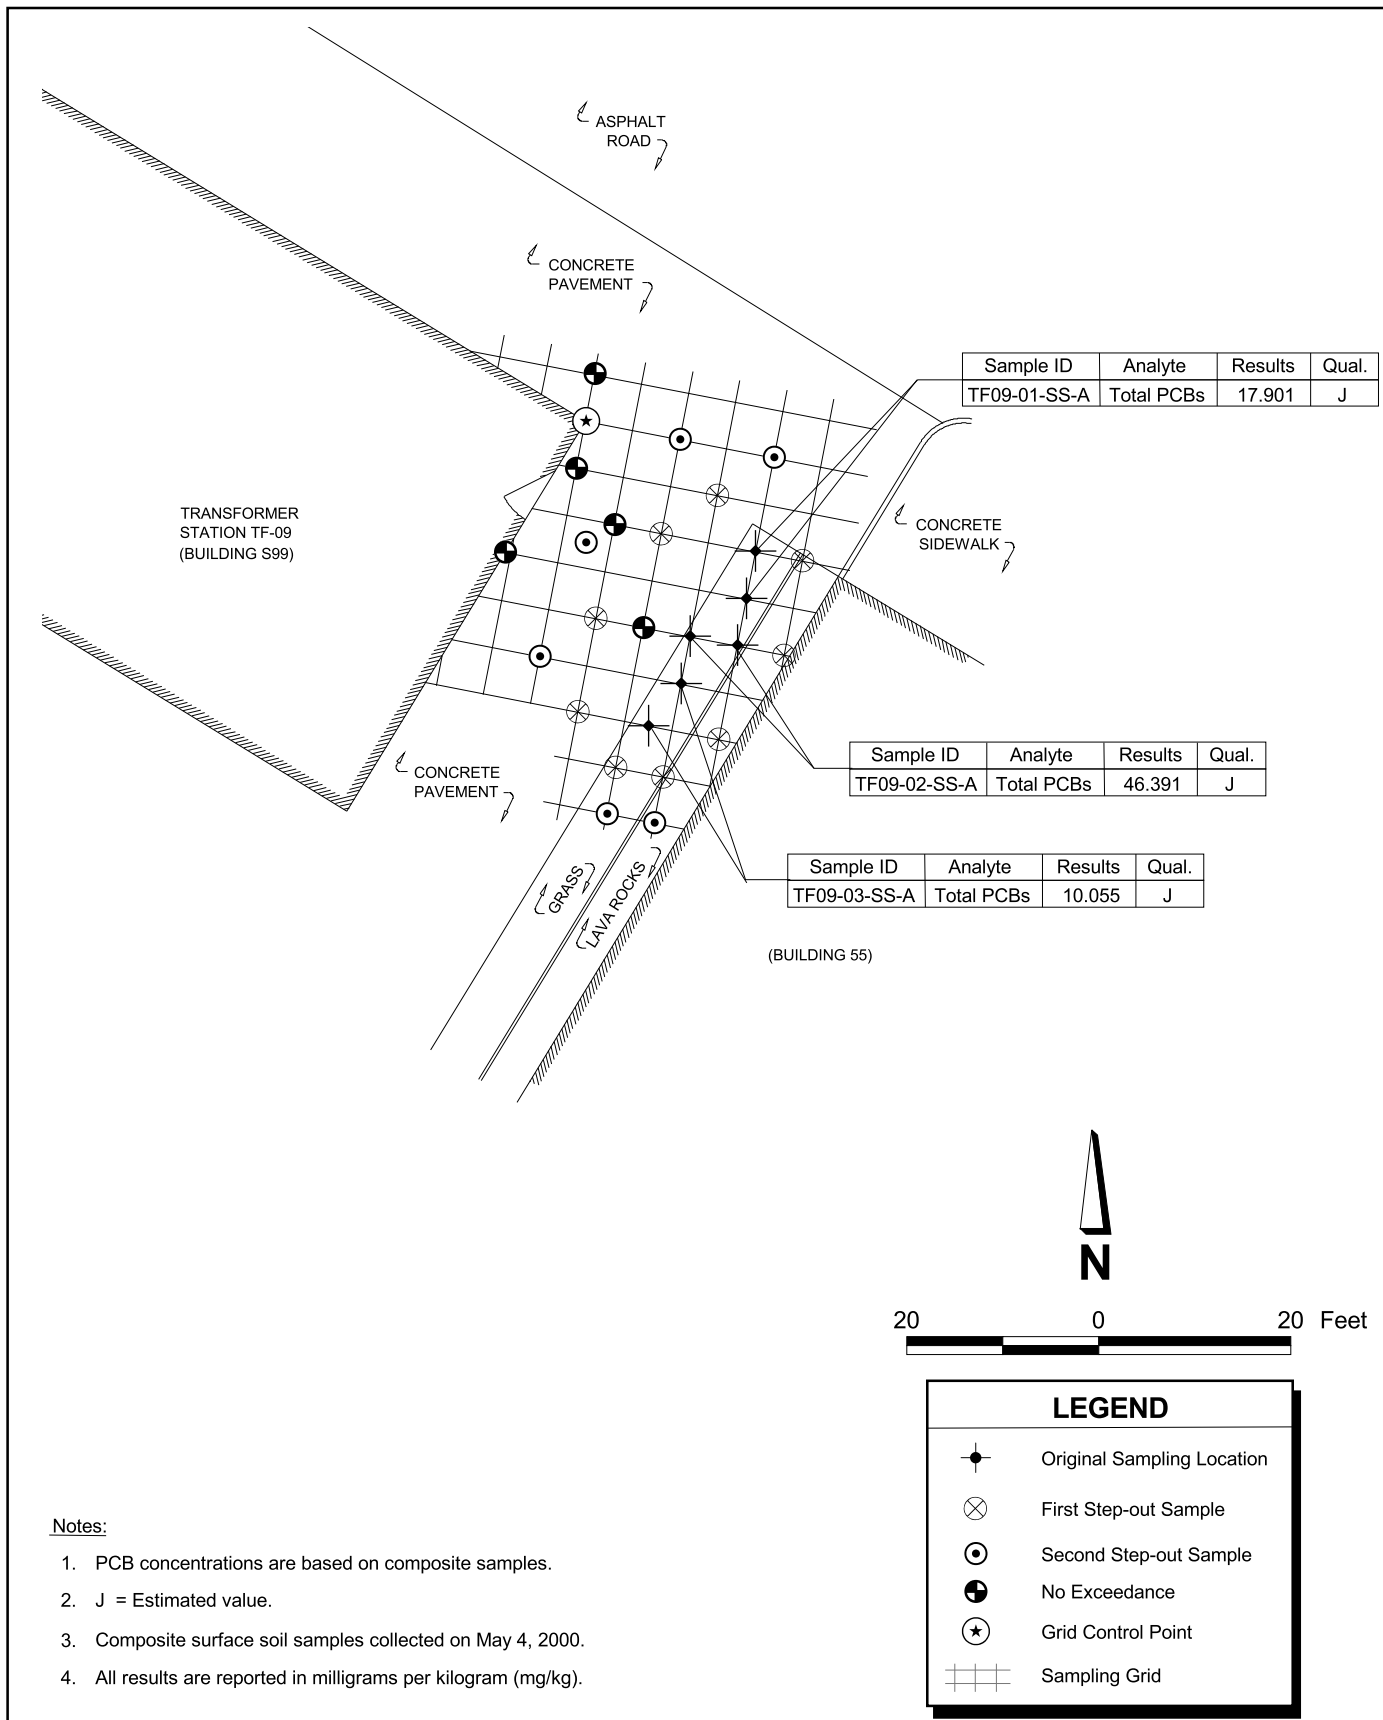 ASPHALT
ROAD
CONCRETE
PAVEMENT
Sample ID Analyte Results Qual.
TF09-01-SS-A Total PCBs 17.901 J
TRANSFORMER
STATION TF-09
(BUILDING S99)
CONCRETE
SIDEWALK
Sample ID Analyte Results Qual.
TF09-02-SS-A Total PCBs 46.391 J
CONCRETE
PAVEMENT
Sample ID Analyte Results Qual.
TF09-03-SS-A Total PCBs 10.055 J
GRASS
LAVA ROCKS
(BUILDING 55)
N
20 0 20 Feet
LEGEND
Original Sampling Location
First Step-out Sample
Second Step-out Sample
No Exceedance
Grid Control Point
Sampling Grid
Notes:
1. PCB concentrations are based on composite samples.
2. J = Estimated value.
3. Composite surface soil samples collected on May 4, 2000.
4. All results are reported in milligrams per kilogram (mg/kg).